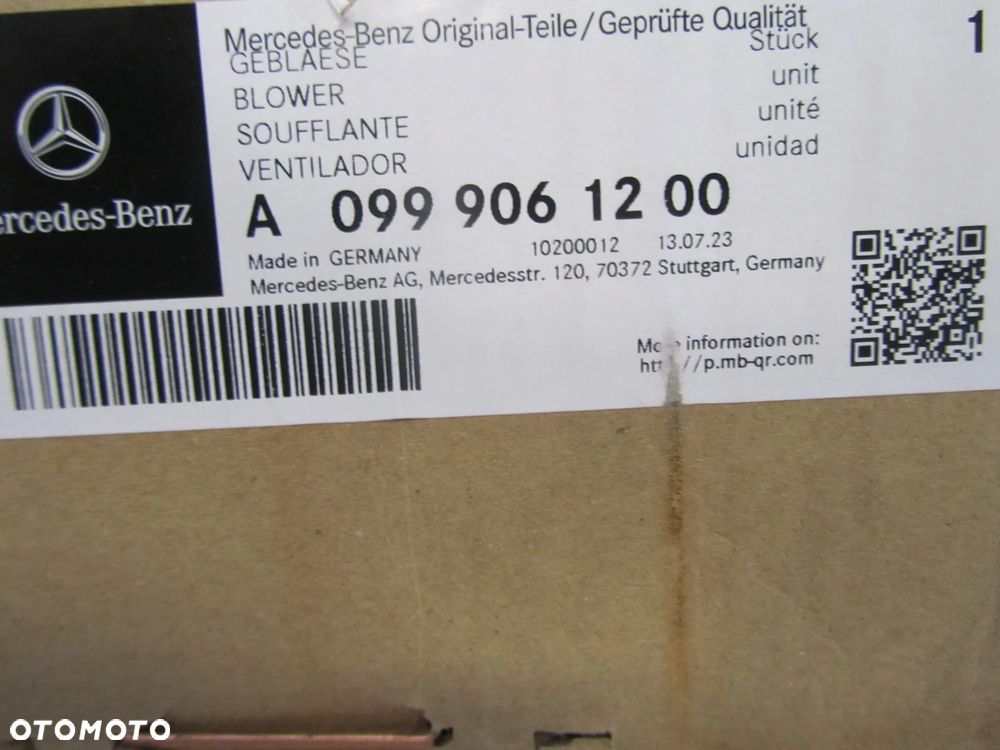 Mercedes-Benz Original-Teile/Geprüfte Qualität 1
GEBLAESE Stück
BLOWER unit
SOUFFLANTE unité
VENTILADOR unidad
A 099 906 12 00
Made in GERMANY 10200012 13.07.23
Mercedes-Benz AG, Mercedesstr. 120, 70372 Stuttgart, Germany
ercedes-Benz
information on:
//p.mb-qr.com
OTOMOTO